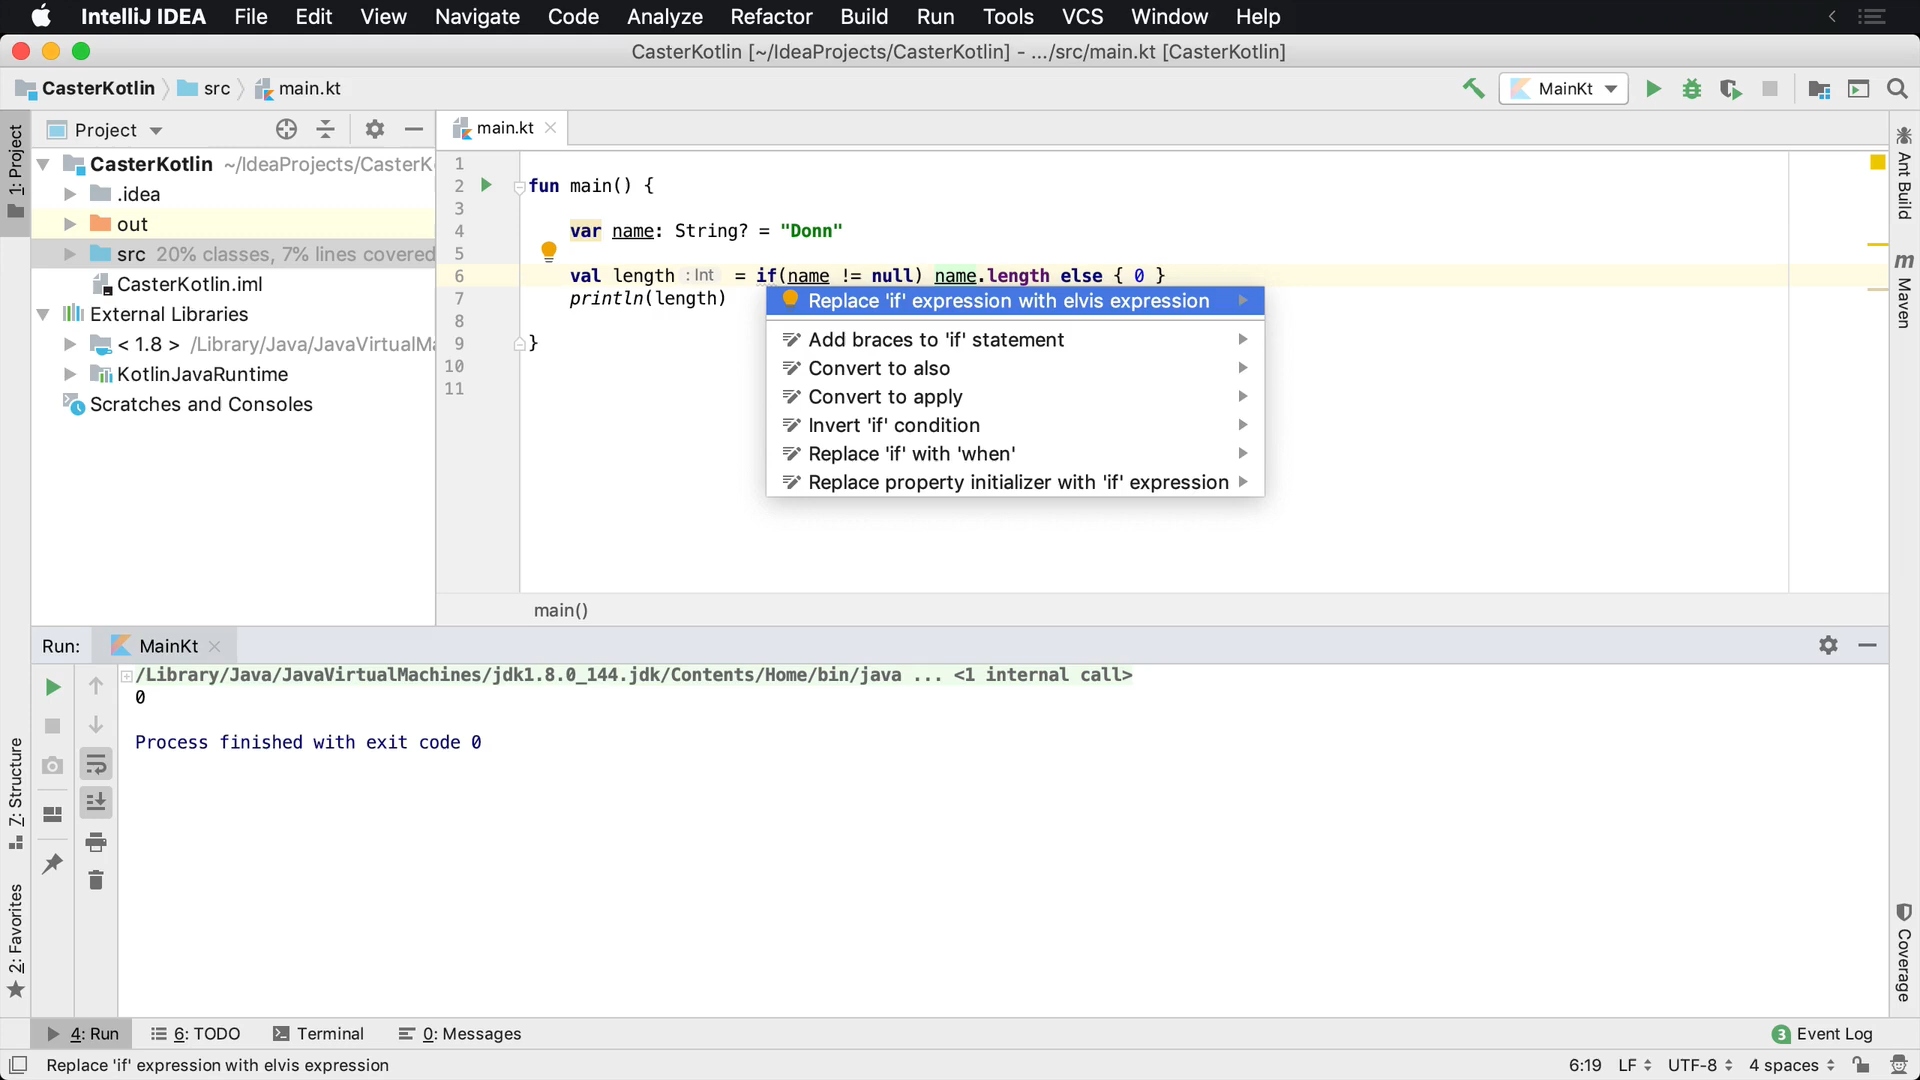 IntelliJ IDEA File Edit View Navigate Code Analyze Refactor Build Run Tools VCS Window Help
CasterKotlin [~/IdeaProjects/CasterKotlin] - .../src/main.kt [CasterKotlin]
CasterKotlin src main.kt MainKt
Project
main.kt
1: Project
CasterKotlin ~/IdeaProjects/CasterK
.idea
out
src 20% classes, 7% lines covered
CasterKotlin.iml
External Libraries
< 1.8 > /Library/Java/JavaVirtualMa
KotlinJavaRuntime
Scratches and Consoles
1
2 fun main() {
3
4 var name: String? = "Donn"
5
6 val length : Int = if(name != null) name.length else { 0 }
7 println(length)
8
9 }
10
11
Replace 'if' expression with elvis expression
Add braces to 'if' statement
Convert to also
Convert to apply
Invert 'if' condition
Replace 'if' with 'when'
Replace property initializer with 'if' expression
main()
Ant Build
m Maven
Run: MainKt
/Library/Java/JavaVirtualMachines/jdk1.8.0_144.jdk/Contents/Home/bin/java ... <1 internal call>
0
Process finished with exit code 0
Z: Structure
2: Favorites
Coverage
4: Run 6: TODO Terminal 0: Messages 3 Event Log
Replace 'if' expression with elvis expression 6:19 LF UTF-8 4 spaces